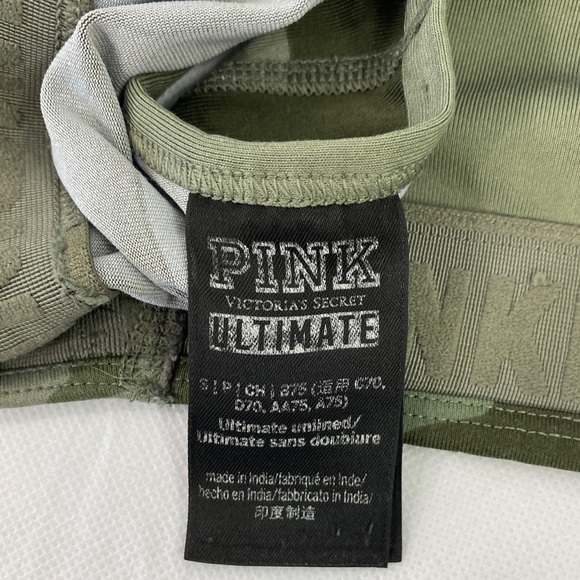 PINK
VICTORIA'S SECRET
ULTIMATE
S | P | CH | B75 (适用 C70,
D70, AA75, A75)
Ultimate unlined/
Ultimate sans doublure
made in India/fabriqué en Inde/
hecho en India/fabbricato in India/
印度制造
NK